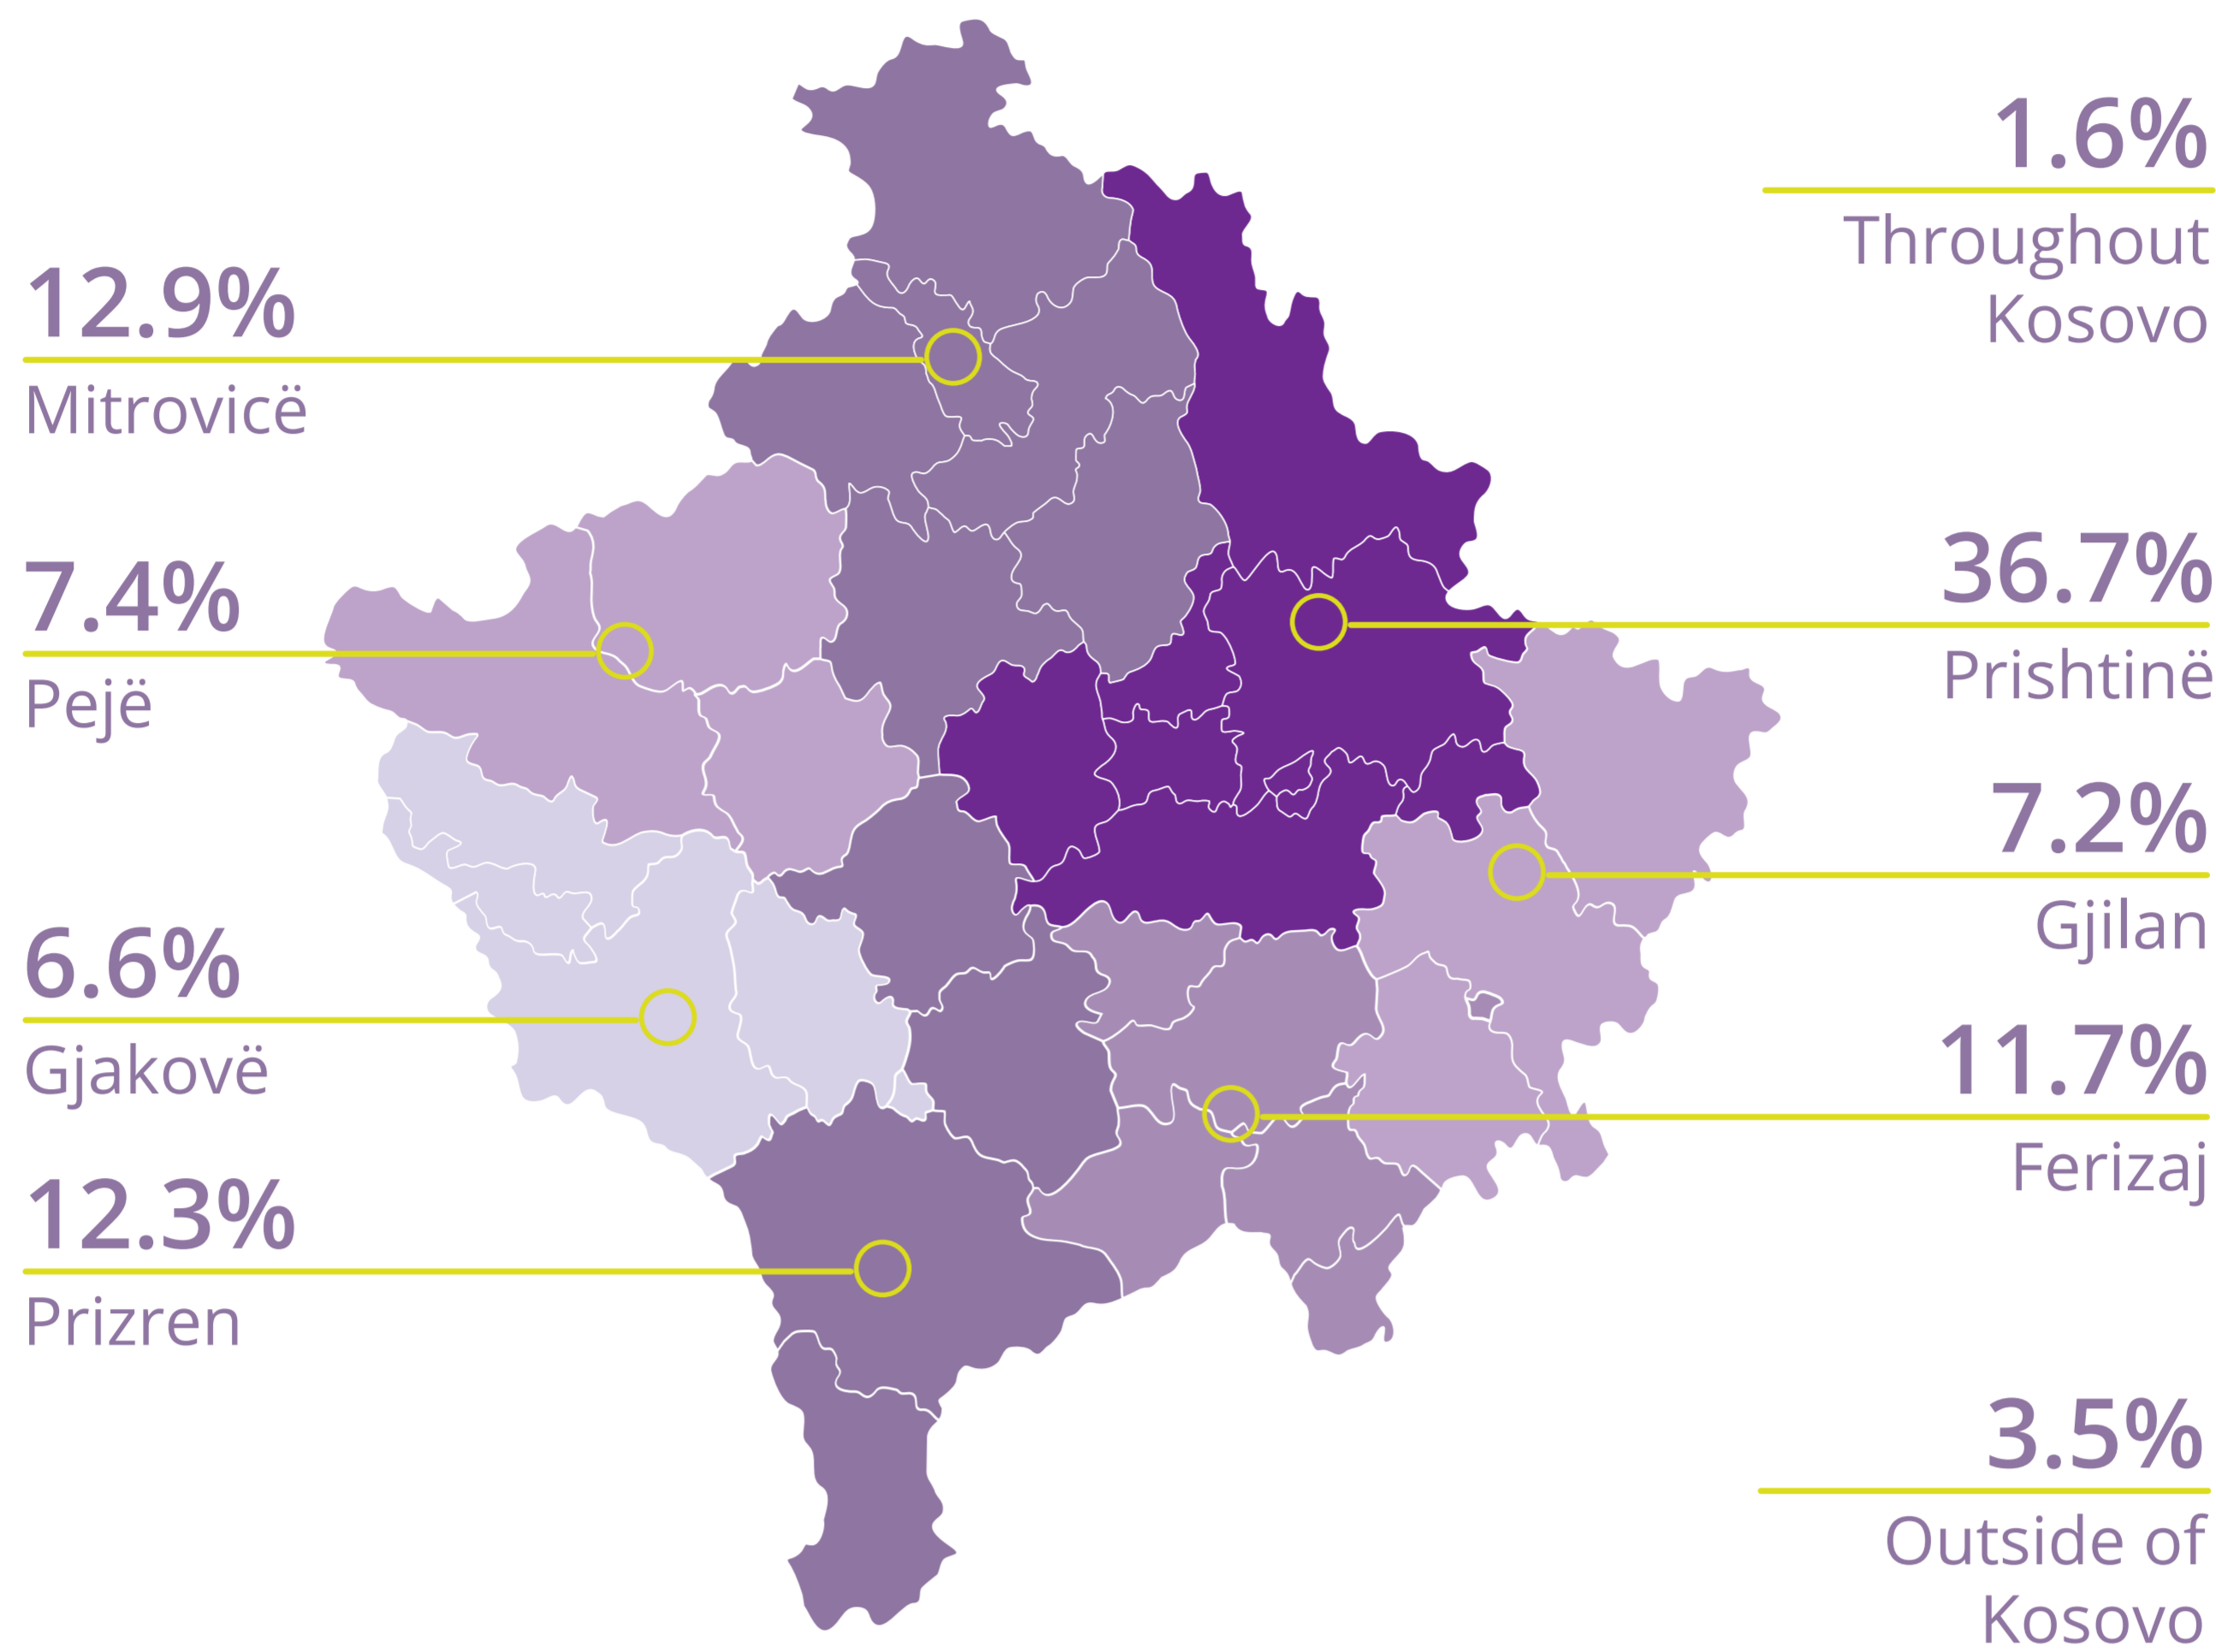 12.9%
Mitrovicë
7.4%
Pejë
6.6%
Gjakovë
12.3%
Prizren
1.6%
Throughout
Kosovo
36.7%
Prishtinë
7.2%
Gjilan
11.7%
Ferizaj
3.5%
Outside of
Kosovo